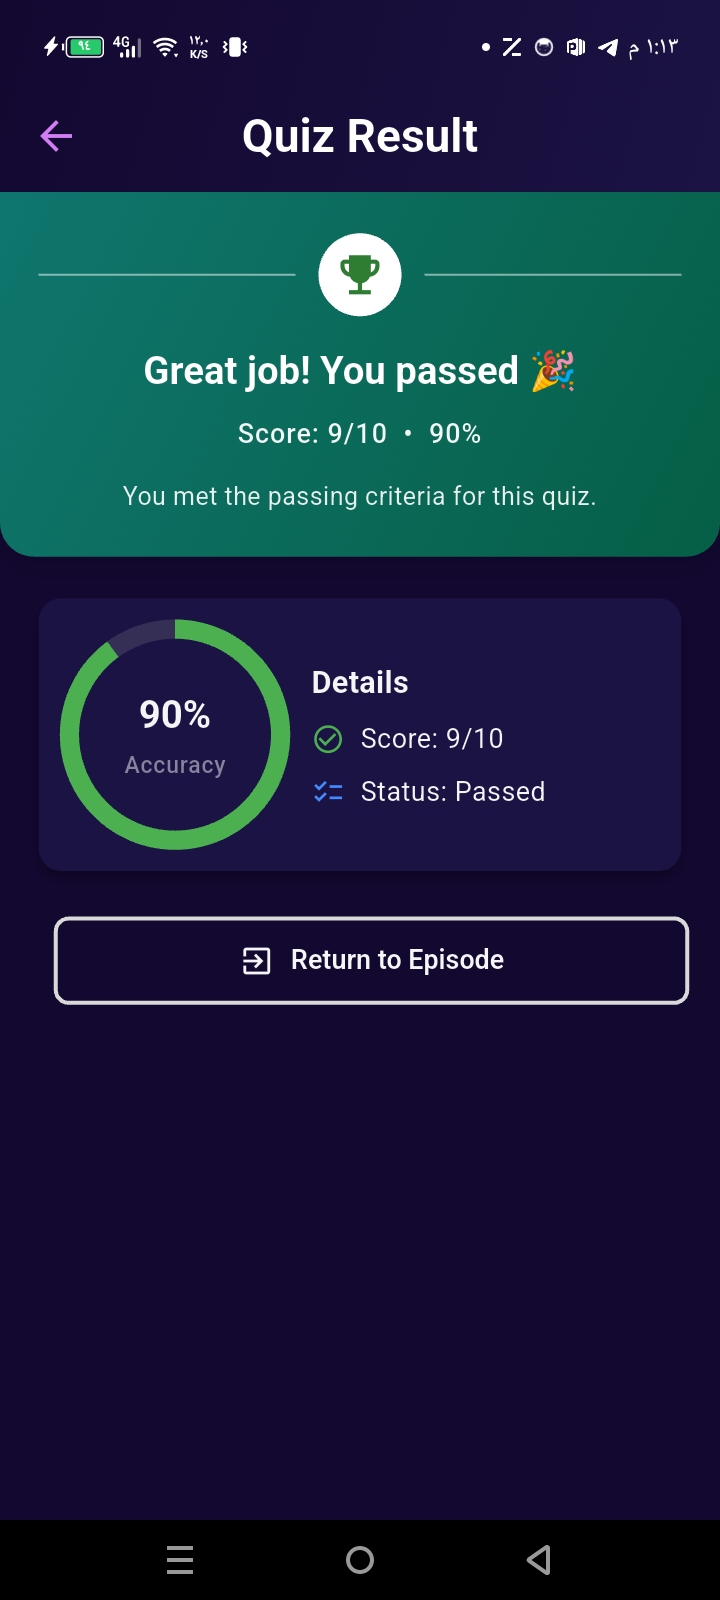 ٩٤ 4G ١٢٫٠ K/S ١:١٣ م
Quiz Result
Great job! You passed 🎉
Score: 9/10 • 90%
You met the passing criteria for this quiz.
90%
Accuracy
Details
Score: 9/10
Status: Passed
Return to Episode